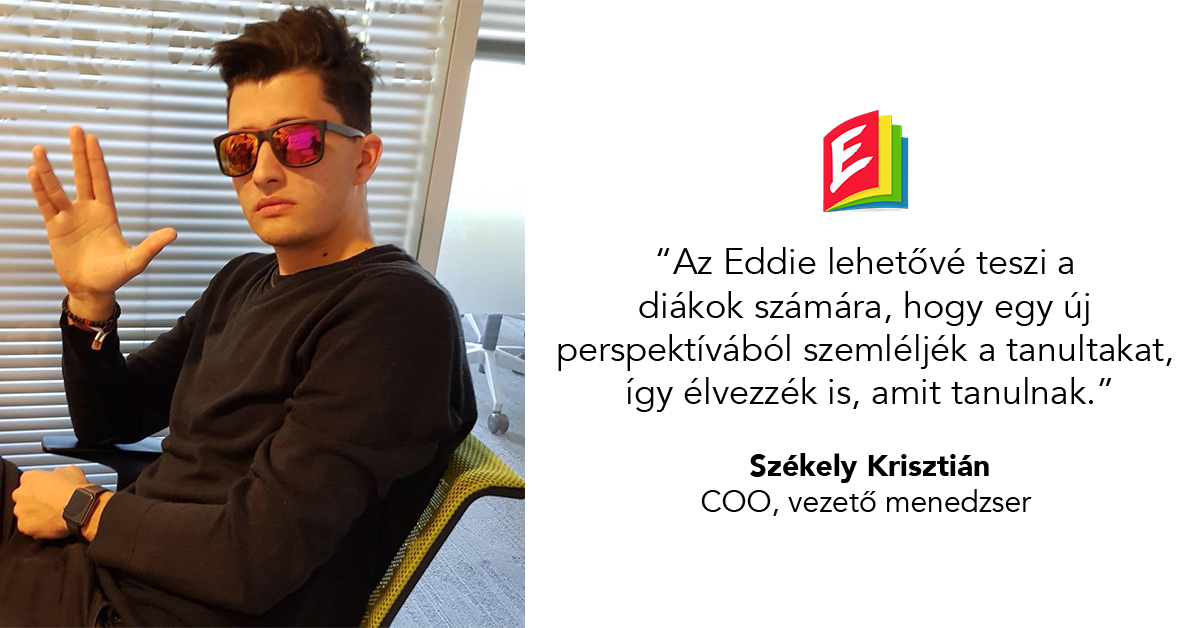 E
“Az Eddie lehetővé teszi a
diákok számára, hogy egy új
perspektívából szemléljék a tanultakat,
így élvezzék is, amit tanulnak.”
Székely Krisztián
COO, vezető menedzser